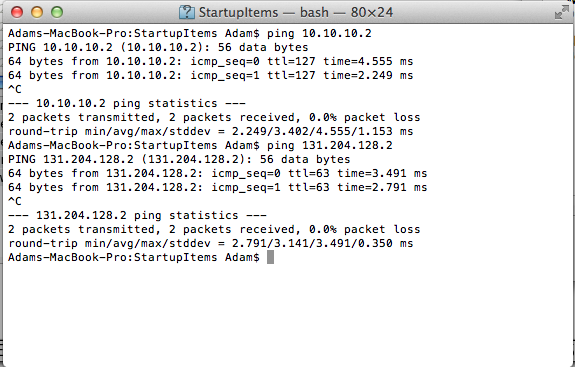 StartupItems — bash — 80×24
Adams-MacBook-Pro:StartupItems Adam$ ping 10.10.10.2
PING 10.10.10.2 (10.10.10.2): 56 data bytes
64 bytes from 10.10.10.2: icmp_seq=0 ttl=127 time=4.555 ms
64 bytes from 10.10.10.2: icmp_seq=1 ttl=127 time=2.249 ms
^C
--- 10.10.10.2 ping statistics ---
2 packets transmitted, 2 packets received, 0.0% packet loss
round-trip min/avg/max/stddev = 2.249/3.402/4.555/1.153 ms
Adams-MacBook-Pro:StartupItems Adam$ ping 131.204.128.2
PING 131.204.128.2 (131.204.128.2): 56 data bytes
64 bytes from 131.204.128.2: icmp_seq=0 ttl=63 time=3.491 ms
64 bytes from 131.204.128.2: icmp_seq=1 ttl=63 time=2.791 ms
^C
--- 131.204.128.2 ping statistics ---
2 packets transmitted, 2 packets received, 0.0% packet loss
round-trip min/avg/max/stddev = 2.791/3.141/3.491/0.350 ms
Adams-MacBook-Pro:StartupItems Adam$